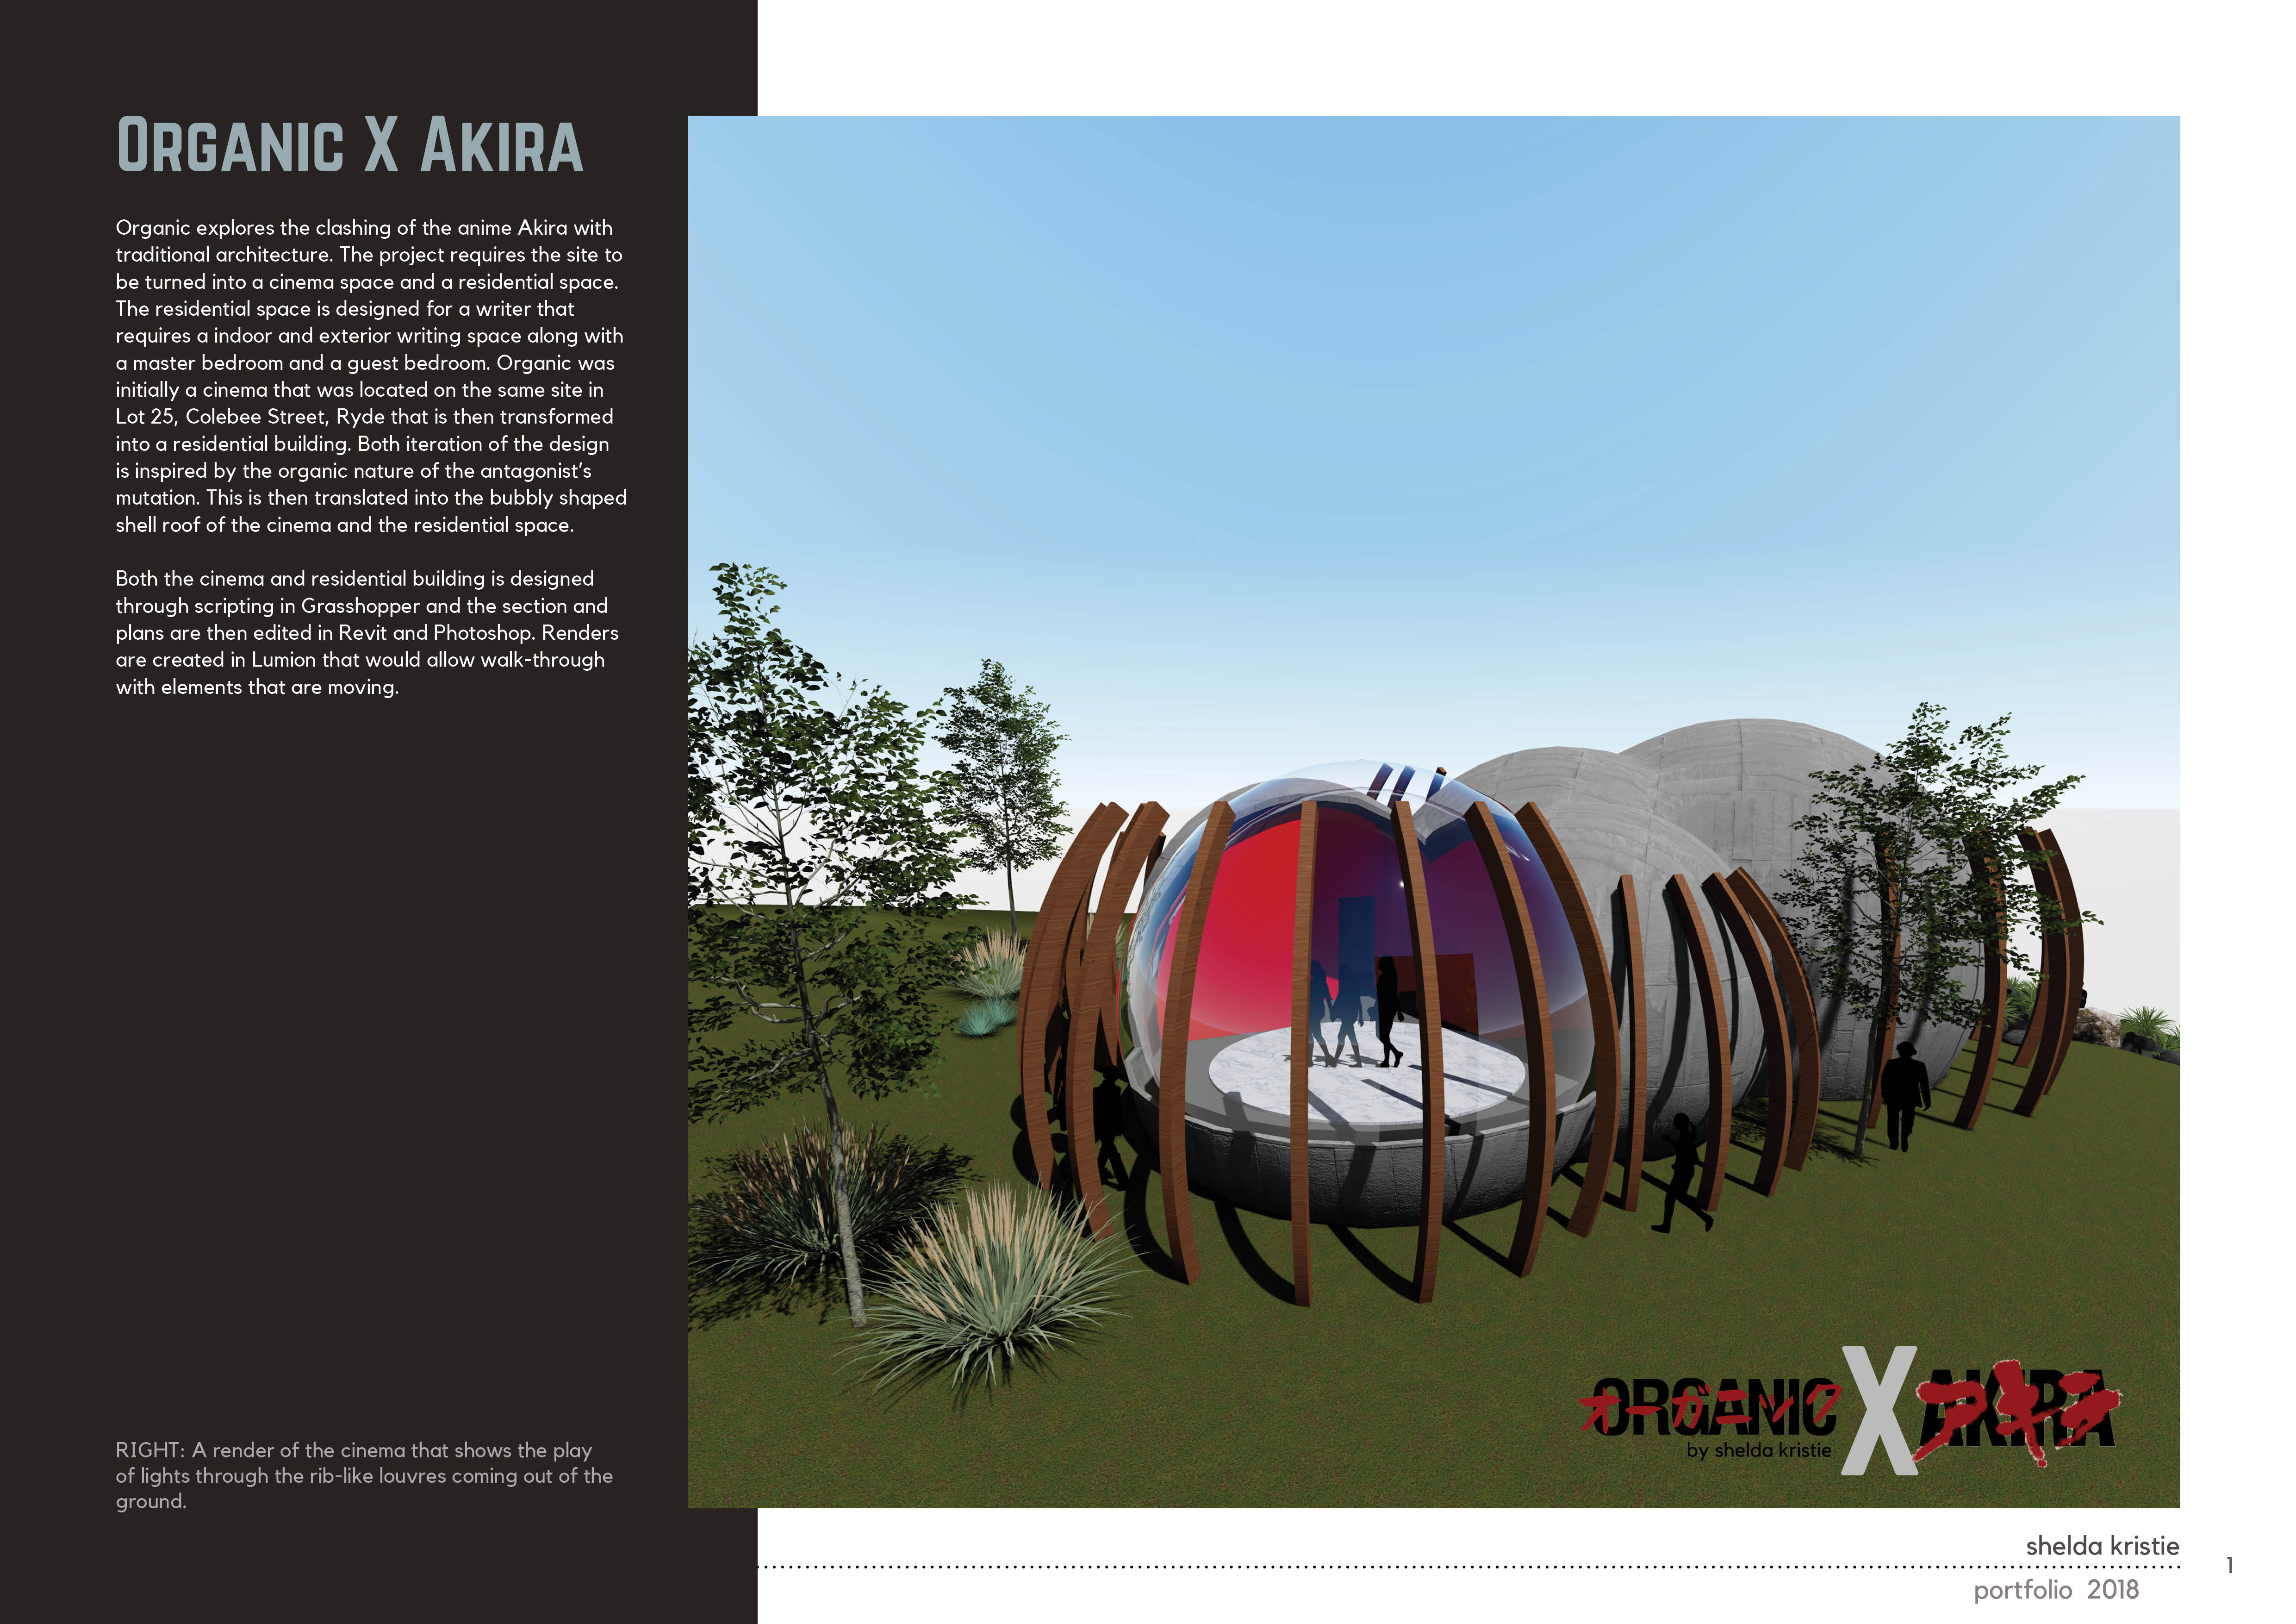 Organic X Akira
Organic explores the clashing of the anime Akira with
traditional architecture. The project requires the site to
be turned into a cinema space and a residential space.
The residential space is designed for a writer that
requires a indoor and exterior writing space along with
a master bedroom and a guest bedroom. Organic was
initially a cinema that was located on the same site in
Lot 25, Colebee Street, Ryde that is then transformed
into a residential building. Both iteration of the design
is inspired by the organic nature of the antagonist’s
mutation. This is then translated into the bubbly shaped
shell roof of the cinema and the residential space.
Both the cinema and residential building is designed
through scripting in Grasshopper and the section and
plans are then edited in Revit and Photoshop. Renders
are created in Lumion that would allow walk-through
with elements that are moving.
RIGHT: A render of the cinema that shows the play
of lights through the rib-like louvres coming out of the
ground.
ORGANIC X AKIRA
オーガニック アキラ
by shelda kristie
shelda kristie
portfolio 2018
1